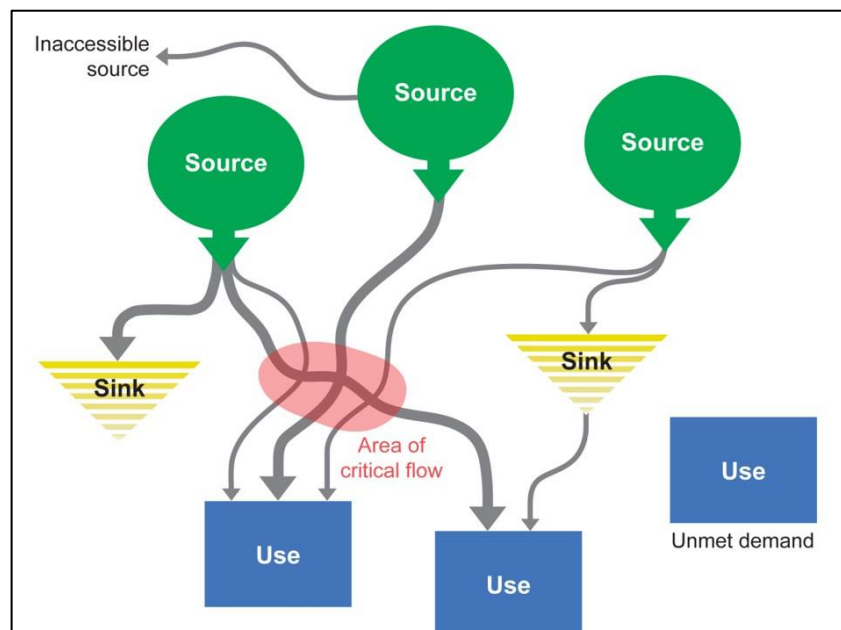 Inaccessible
source
Source
Source
Source
Sink
Sink
Area of
critical flow
Use
Use
Use
Unmet demand